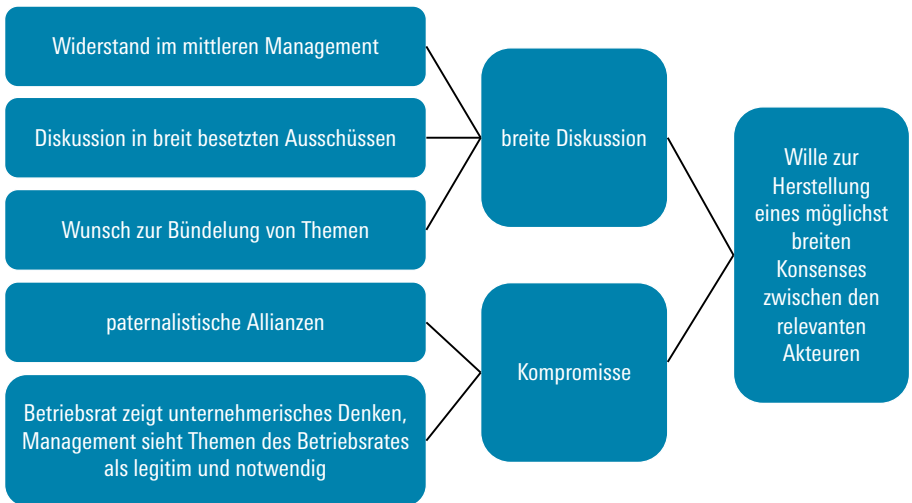 Widerstand im mittleren Management
Diskussion in breit besetzten Ausschüssen
Wunsch zur Bündelung von Themen
paternalistische Allianzen
Betriebsrat zeigt unternehmerisches Denken,
Management sieht Themen des Betriebsrates
als legitim und notwendig
breite Diskussion
Kompromisse
Wille zur
Herstellung
eines möglichst
breiten
Konsenses
zwischen den
relevanten
Akteuren